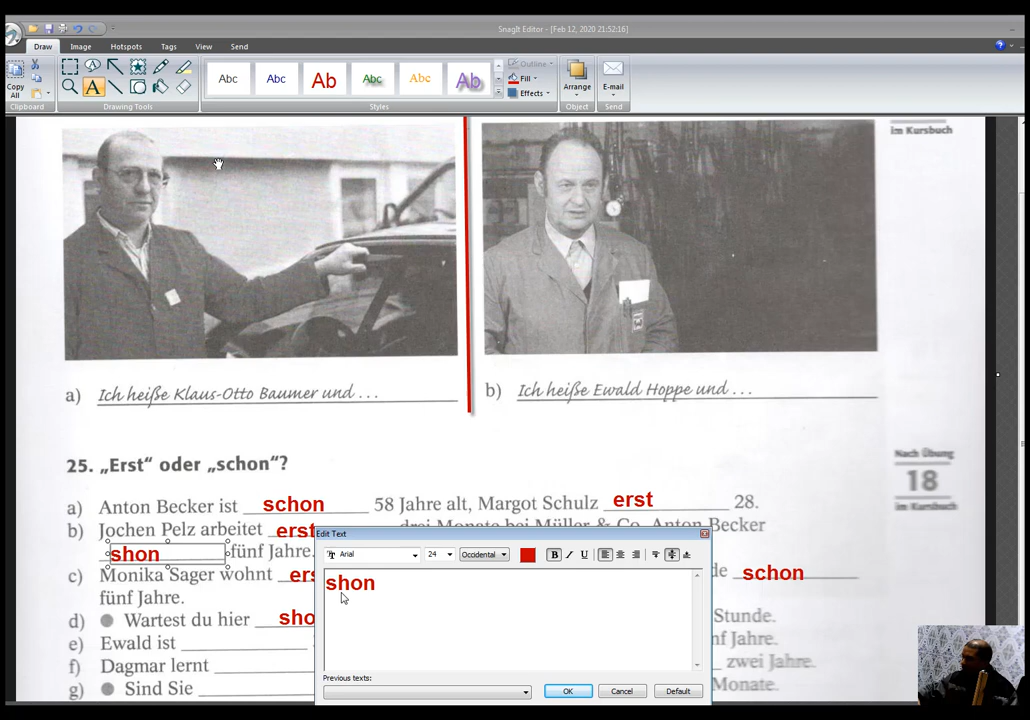 SnagIt Editor - [Feb 12, 2020 21:52:16]
Draw Image Hotspots Tags View Send
Copy All
Abc Abc Ab Abc Abc Ab
Outline
Fill
Effects
Arrange
E-mail
Clipboard Drawing Tools Styles Object Send
im Kursbuch
a) Ich heiße Klaus-Otto Baumer und ...
b) Ich heiße Ewald Hoppe und ...
25. „Erst“ oder „schon“?
Nach Übung
18
im Kursbuch
a) Anton Becker ist schon 58 Jahre alt, Margot Schulz erst 28.
b) Jochen Pelz arbeitet erst drei Monate bei Müller & Co, Anton Becker
shon fünf Jahre.
c) Monika Sager wohnt ers de schon
fünf Jahre.
d) Wartest du hier sho Stunde.
e) Ewald ist nf Jahre.
f) Dagmar lernt zwei Jahre.
g) Sind Sie Monate.
Edit Text
Arial 24 Occidental B I U
shon
Previous texts:
OK Cancel Default